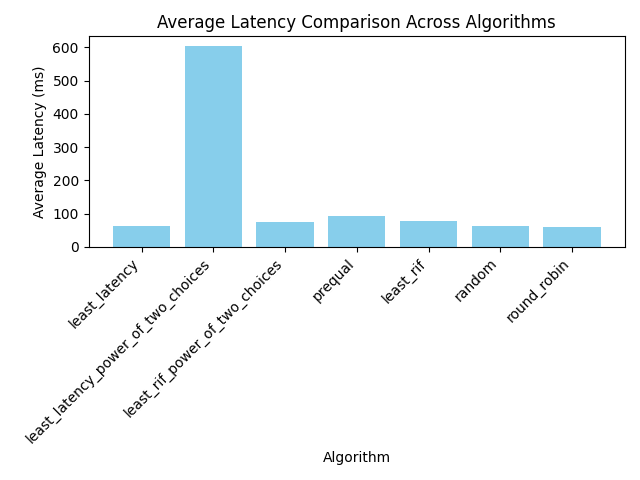 Average Latency Comparison Across Algorithms
Average Latency (ms)
600
500
400
300
200
100
0
least_latency
least_latency_power_of_two_choices
least_rif_power_of_two_choices
prequal
least_rif
random
round_robin
Algorithm